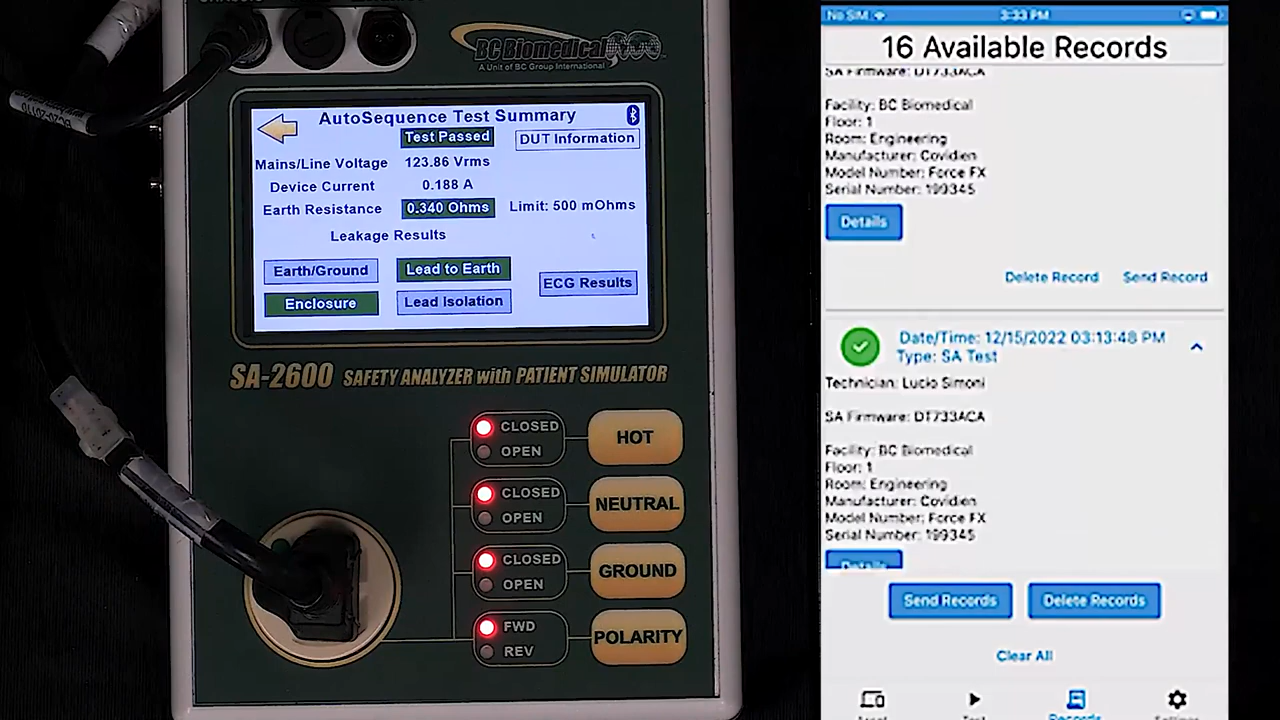 BC Biomedical
A Unit of BC Group International
BC20-20110
AutoSequence Test Summary
Test Passed
DUT Information
Mains/Line Voltage 123.86 Vrms
Device Current 0.188 A
Earth Resistance 0.340 Ohms Limit: 500 mOhms
Leakage Results
Earth/Ground Lead to Earth
ECG Results
Enclosure Lead Isolation
SA-2600 SAFETY ANALYZER with PATIENT SIMULATOR
CLOSED
OPEN
HOT
CLOSED
OPEN
NEUTRAL
CLOSED
OPEN
GROUND
FWD
REV
POLARITY
No SIM 3:33 PM
16 Available Records
SA Firmware: DT733ACA
Facility: BC Biomedical
Floor: 1
Room: Engineering
Manufacturer: Covidien
Model Number: Force FX
Serial Number: 199345
Details
Delete Record Send Record
Date/Time: 12/15/2022 03:13:48 PM
Type: SA Test
Technician: Lucio Simoni
SA Firmware: DT733ACA
Facility: BC Biomedical
Floor: 1
Room: Engineering
Manufacturer: Covidien
Model Number: Force FX
Serial Number: 199345
Details
Send Records Delete Records
Clear All
Records